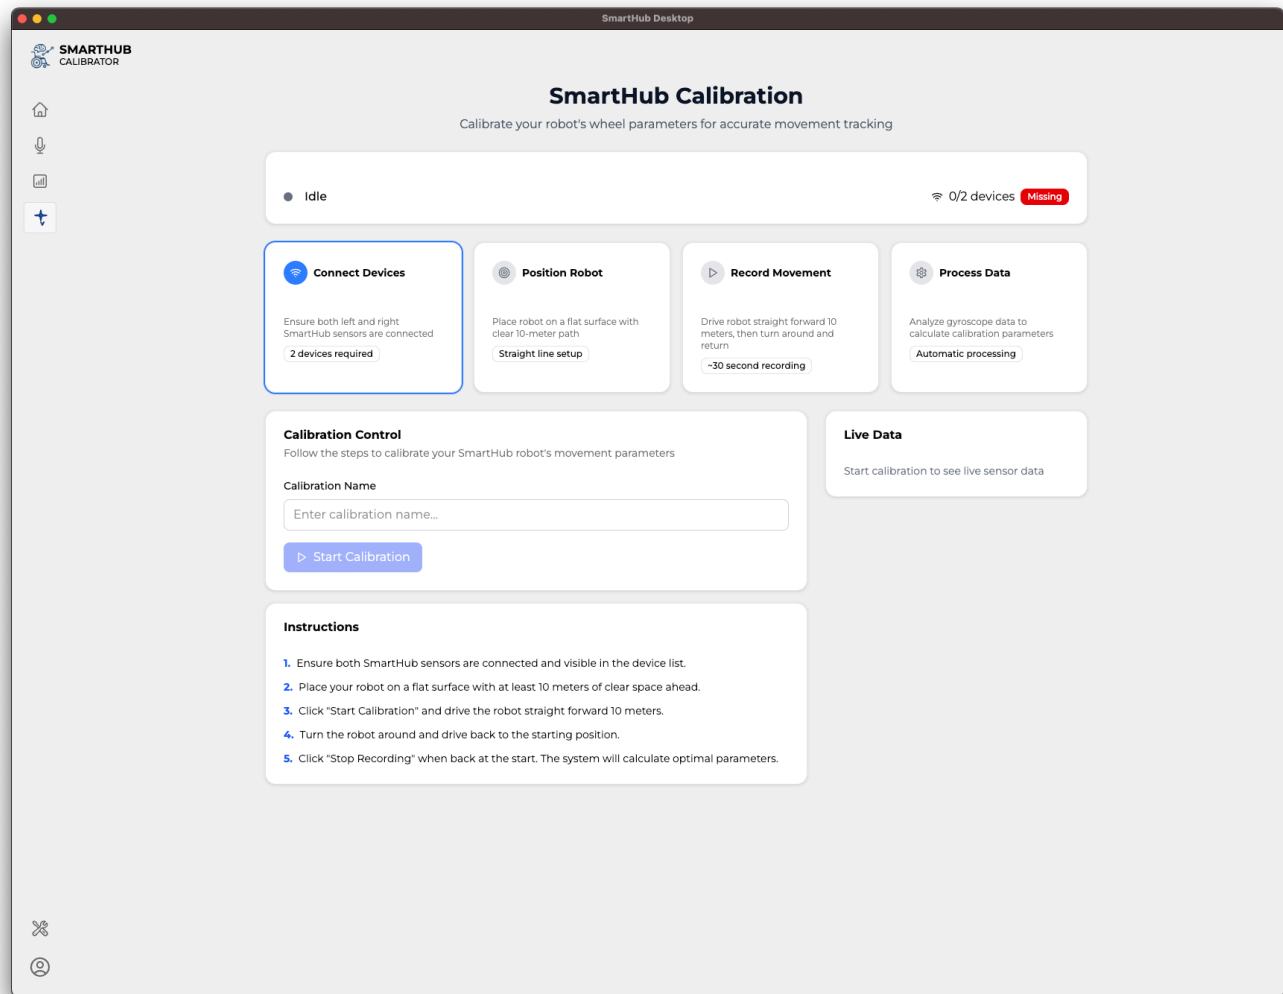 SmartHub Desktop
SMARTHUB
CALIBRATOR
SmartHub Calibration
Calibrate your robot's wheel parameters for accurate movement tracking
Idle
0/2 devices
Missing
Connect Devices
Ensure both left and right
SmartHub sensors are connected
2 devices required
Position Robot
Place robot on a flat surface with
clear 10-meter path
Straight line setup
Record Movement
Drive robot straight forward 10
meters, then turn around and
return
~30 second recording
Process Data
Analyze gyroscope data to
calculate calibration parameters
Automatic processing
Calibration Control
Follow the steps to calibrate your SmartHub robot's movement parameters
Calibration Name
Enter calibration name...
Start Calibration
Live Data
Start calibration to see live sensor data
Instructions
1. Ensure both SmartHub sensors are connected and visible in the device list.
2. Place your robot on a flat surface with at least 10 meters of clear space ahead.
3. Click "Start Calibration" and drive the robot straight forward 10 meters.
4. Turn the robot around and drive back to the starting position.
5. Click "Stop Recording" when back at the start. The system will calculate optimal parameters.